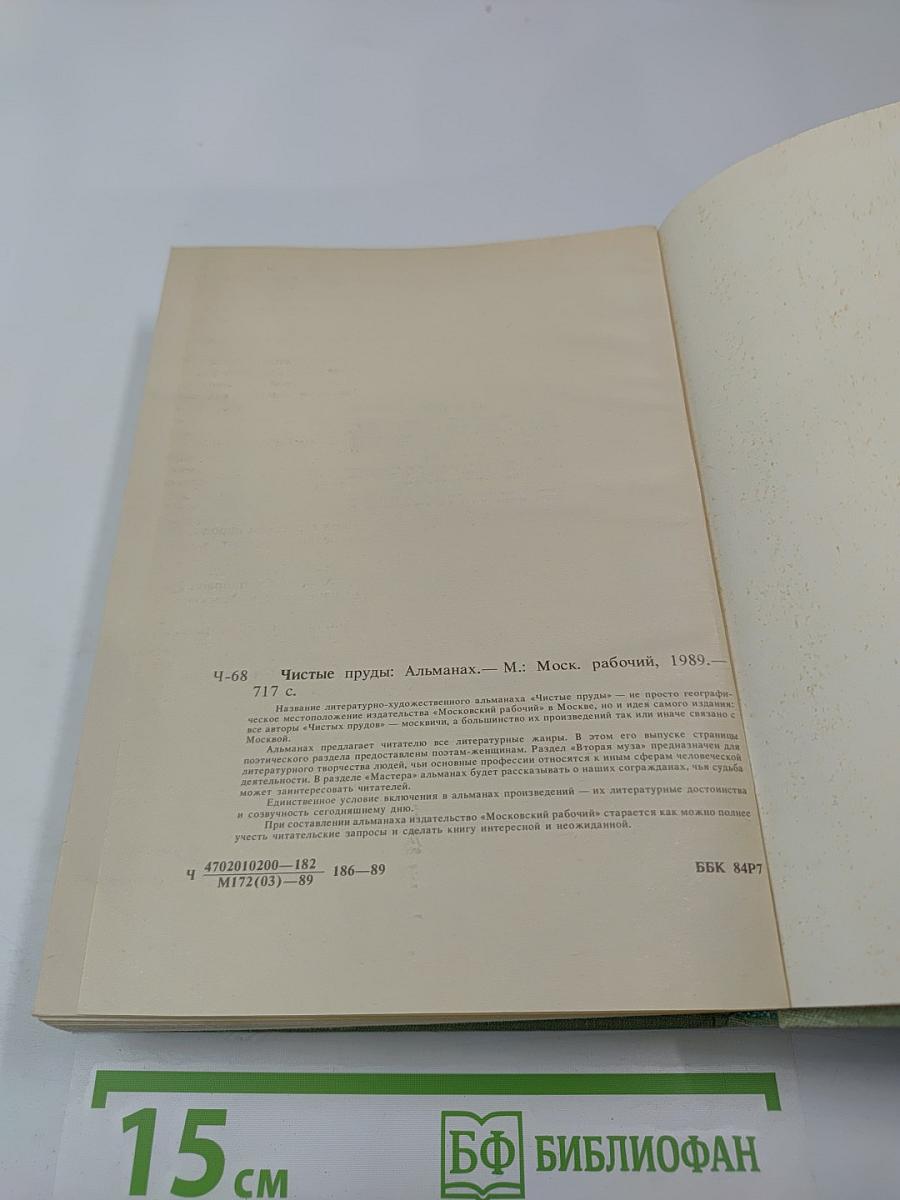 Ч-68 Чистые пруды: Альманах.— М.: Моск. рабочий, 1989.—
717 с.
Название литературно-художественного альманаха «Чистые пруды» — не просто географи-
ческое местоположение издательства «Московский рабочий» в Москве, но и идея самого издания:
все авторы «Чистых прудов» — москвичи, а большинство их произведений так или иначе связано с
Москвой.
Альманах предлагает читателю все литературные жанры. В этом его выпуске страницы
поэтического раздела предоставлены поэтам-женщинам. Раздел «Вторая муза» предназначен для
литературного творчества людей, чьи основные профессии относятся к иным сферам человеческой
деятельности. В разделе «Мастера» альманах будет рассказывать о наших согражданах, чья судьба
может заинтересовать читателей.
Единственное условие включения в альманах произведений — их литературные достоинства
и созвучность сегодняшнему дню.
При составлении альманаха издательство «Московский рабочий» старается как можно полнее
учесть читательские запросы и сделать книгу интересной и неожиданной.
Ч 4702010200—182 186—89 ББК 84Р7
М172(03)—89
15 см БФ БИБЛИОФАН